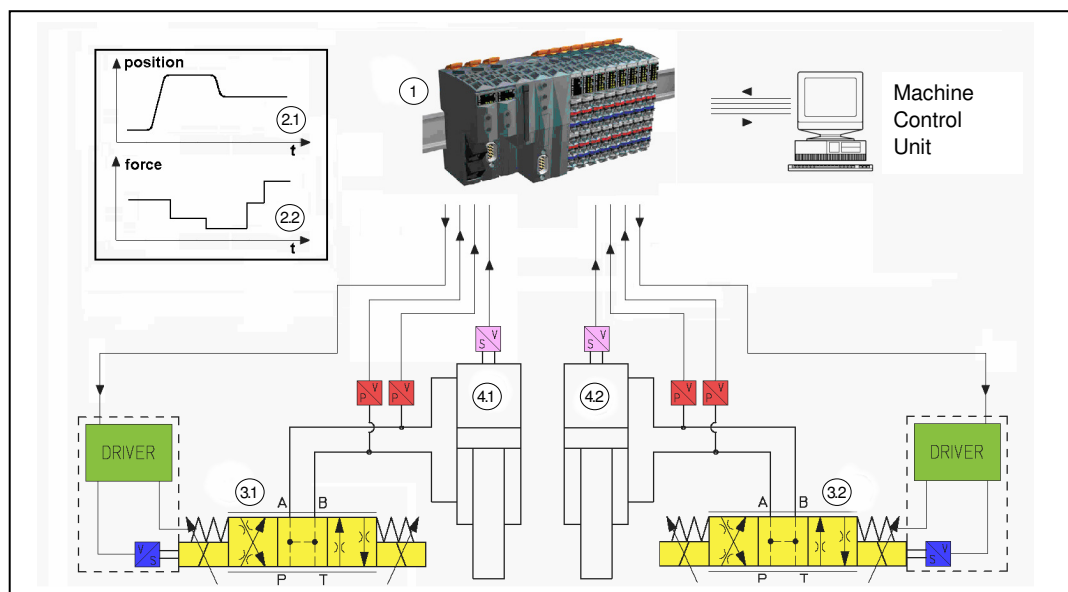 position
2.1
t
force
2.2
t
1
Machine
Control
Unit
V
S
V
S
4.1
4.2
V
P
V
P
V
P
V
P
DRIVER
DRIVER
3.1
A
B
A
B
3.2
V
S
V
S
P
T
P
T